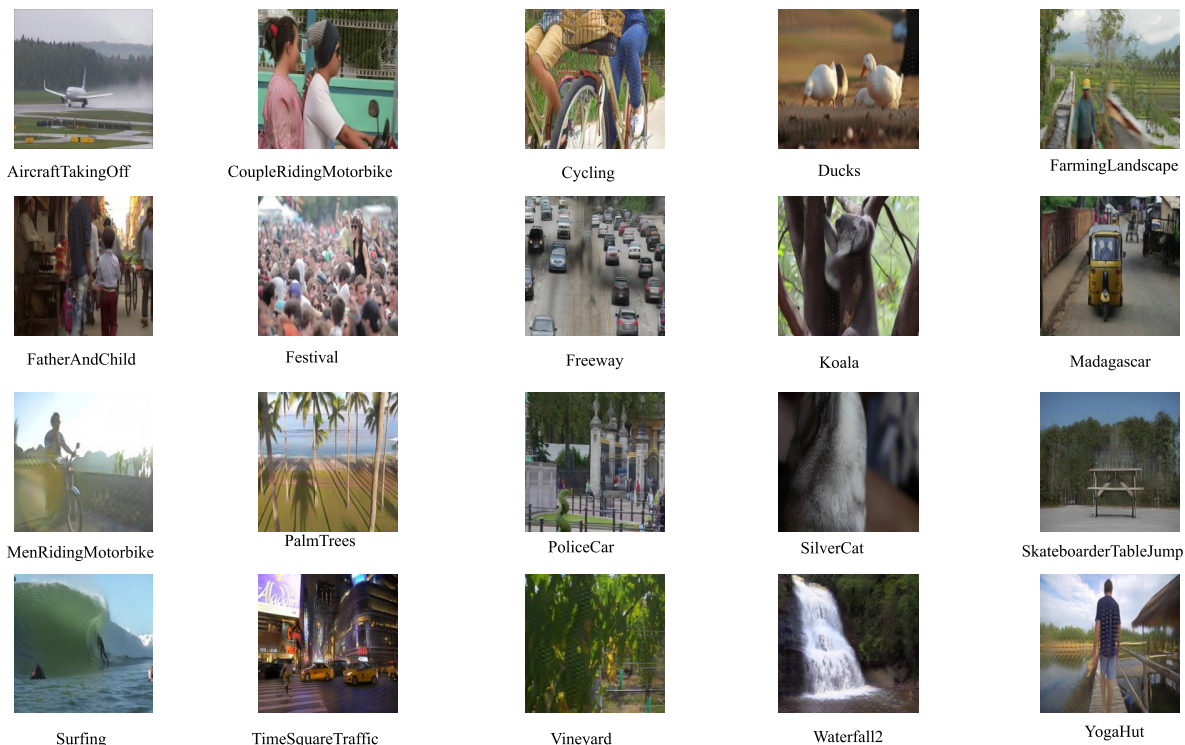 AircraftTakingOff
CoupleRidingMotorbike
Cycling
Ducks
FarmingLandscape
FatherAndChild
Festival
Freeway
Koala
Madagascar
MenRidingMotorbike
PalmTrees
PoliceCar
SilverCat
SkateboarderTableJump
Surfing
TimeSquareTraffic
Vineyard
Waterfall2
YogaHut